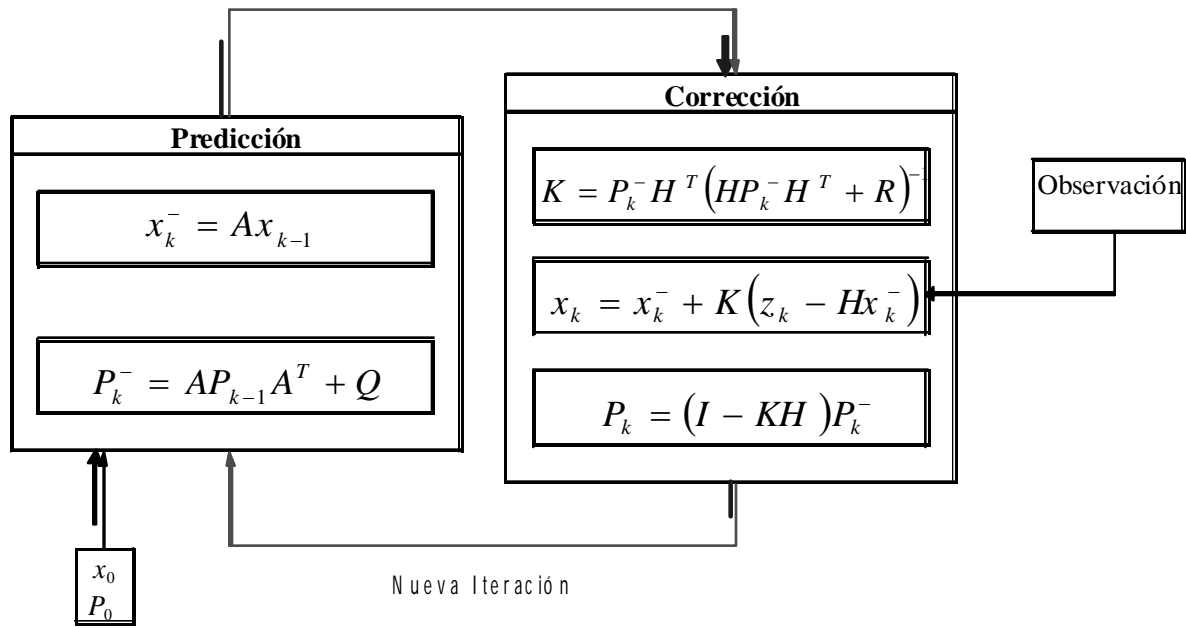 Predicción
x_k^- = Ax_{k-1}
P_k^- = AP_{k-1}A^T + Q
x_0
P_0
Corrección
K = P_k^- H^T (HP_k^- H^T + R)^{-1}
x_k = x_k^- + K(z_k - Hx_k^-)
P_k = (I - KH)P_k^-
Observación
Nueva Iteración